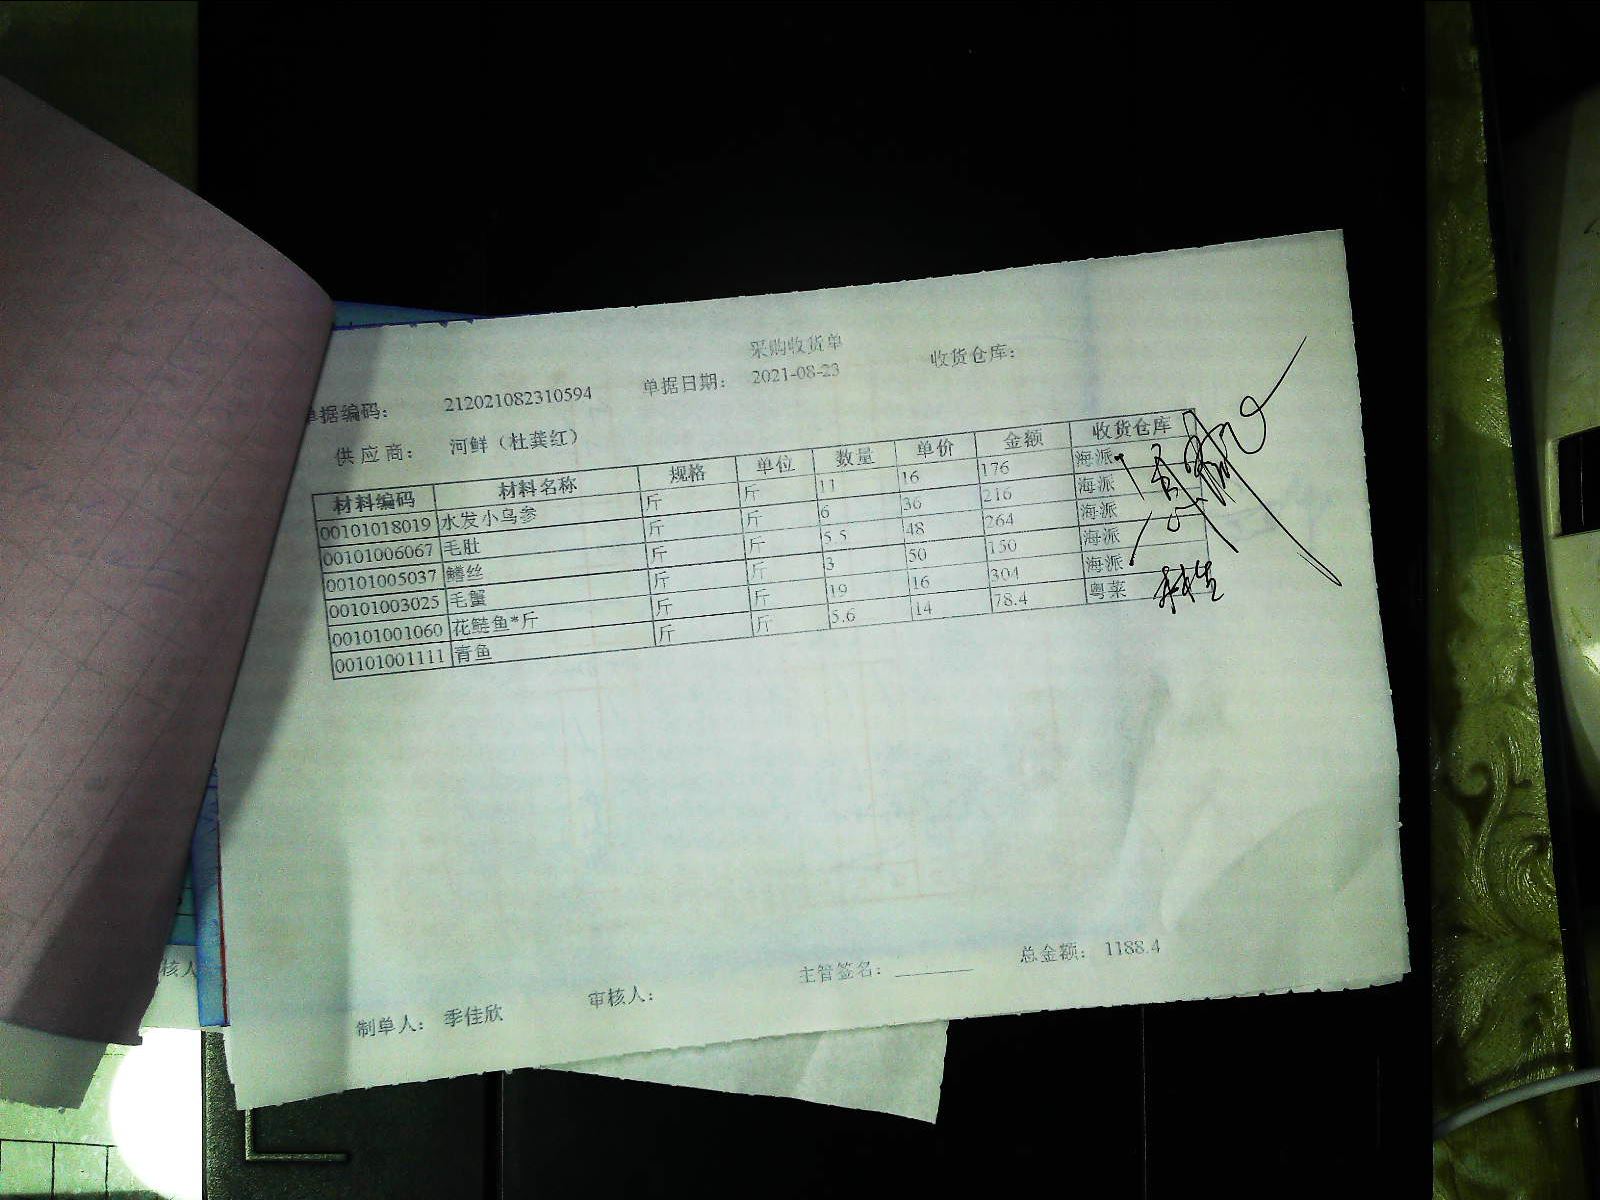 采购收货单
单据编码： 212021082310594 单据日期： 2021-08-23 收货仓库：
供应商： 河鲜（杜龚红）
材料编码 材料名称 规格 单位 数量 单价 金额 收货仓库
00101018019 水发小乌参 斤 斤 11 16 176 海派
00101006067 毛肚 斤 斤 6 36 216 海派
00101005037 鳝丝 斤 斤 5.5 48 264 海派
00101003025 毛蟹 斤 斤 3 50 150 海派
00101001060 花鲢鱼*斤 斤 斤 19 16 304 海派
00101001111 青鱼 斤 斤 5.6 14 78.4 粤菜
制单人： 季佳欣 审核人： 主管签名： 总金额： 1188.4
核人